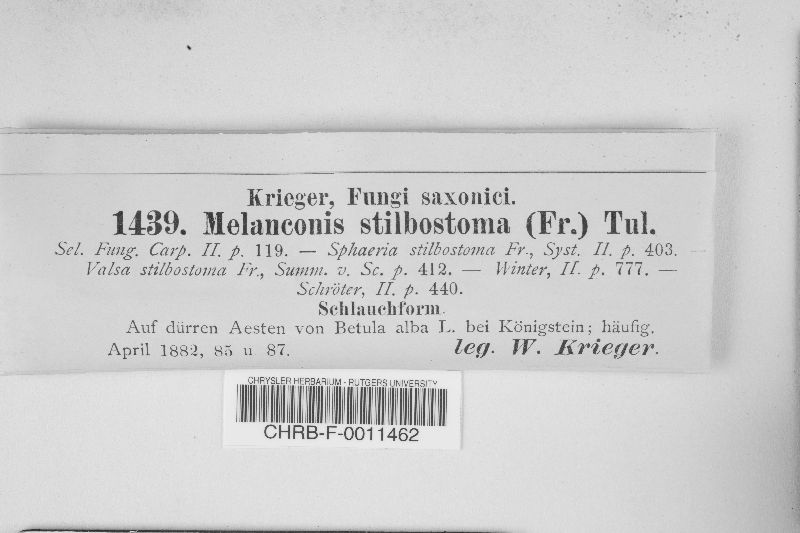 Krieger, Fungi saxonici.
1439. Melanconis stilbostoma (Fr.) Tul.
Sel. Fung. Carp. II. p. 119. — Sphaeria stilbostoma Fr., Syst. II. p. 403. —
Valsa stilbostoma Fr., Summ. v. Sc. p. 412. — Winter, II. p. 777. —
Schröter, II. p. 440.
Schlauchform.
Auf dürren Aesten von Betula alba L. bei Königstein; häufig.
April 1882, 85 u 87. leg. W. Krieger.
CHRYSLER HERBARIUM - RUTGERS UNIVERSITY
CHRB-F-0011462